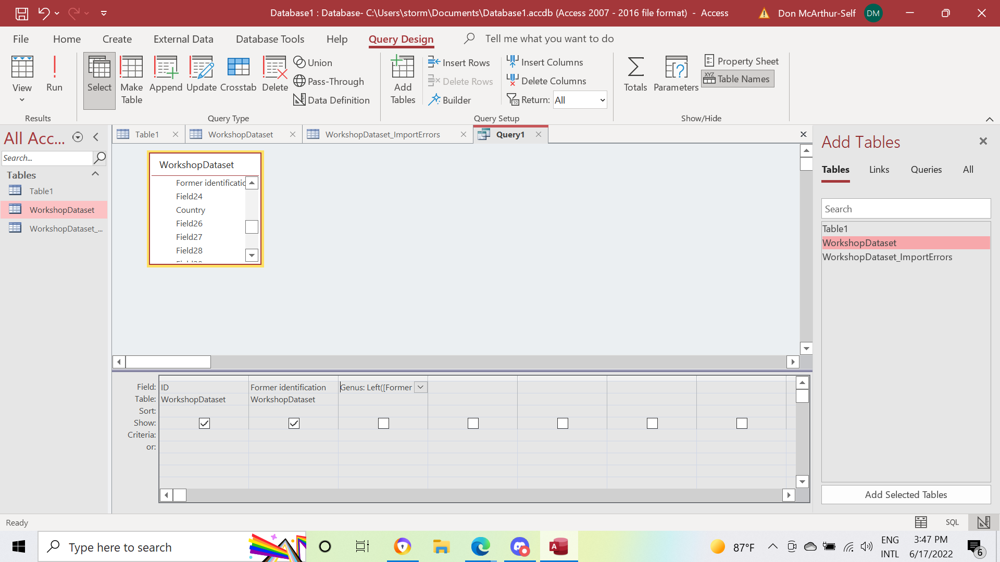 Database1 : Database- C:\Users\storm\Documents\Database1.accdb (Access 2007 - 2016 file format) - Access
Don McArthur-Self
DM
File Home Create External Data Database Tools Help Query Design Tell me what you want to do
View
Run
Select
Make Table
Append
Update
Crosstab
Delete
Union
Pass-Through
Data Definition
Add Tables
Insert Rows
Delete Rows
Builder
Insert Columns
Delete Columns
10
Return: All
Totals
Parameters
Property Sheet
XYZ
Table Names
Results
Query Type
Query Setup
Show/Hide
All Acc...
Search...
Tables
Table1
WorkshopDataset
WorkshopDataset_...
Table1
WorkshopDataset
WorkshopDataset_ImportErrors
Query1
WorkshopDataset
Former identificatio
Field24
Country
Field26
Field27
Field28
Field: ID Former identification Genus: Left([Former
Table: WorkshopDataset WorkshopDataset
Sort:
Show:
Criteria:
or:
Add Tables
Tables Links Queries All
Search
Table1
WorkshopDataset
WorkshopDataset_ImportErrors
Add Selected Tables
Ready
SQL
Type here to search
A
87°F
ENG
INTL
3:47 PM
6/17/2022
6